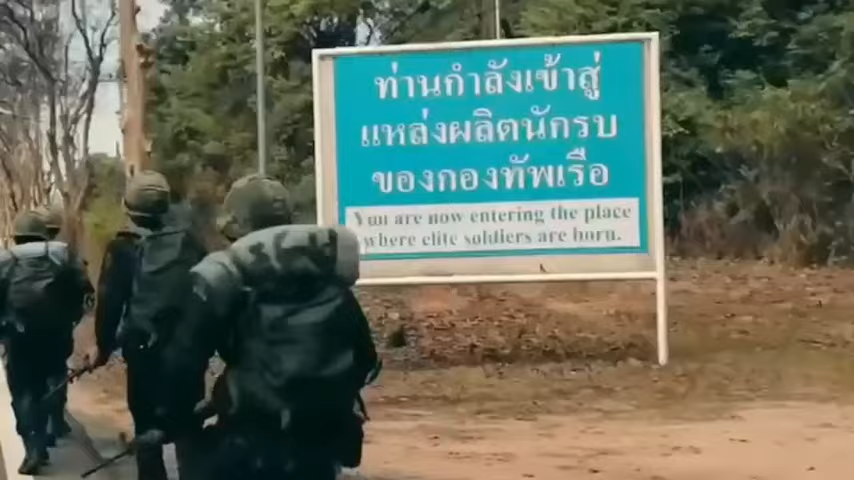 ท่านกำลังเข้าสู่
แหล่งผลิตนักรบ
ของกองทัพเรือ
You are now entering the place
where elite soldiers are born.